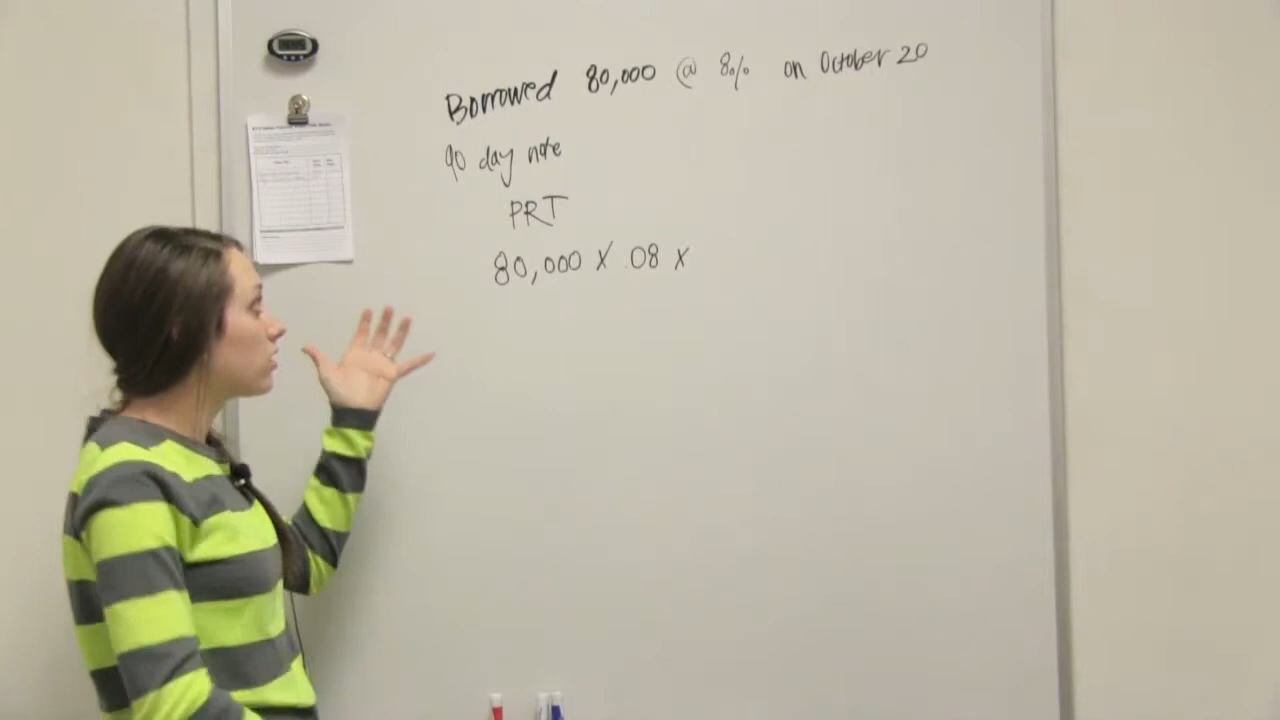 Borrowed 80,000 @ 8% on October 20
90 day note
PRT
80,000 X .08 X